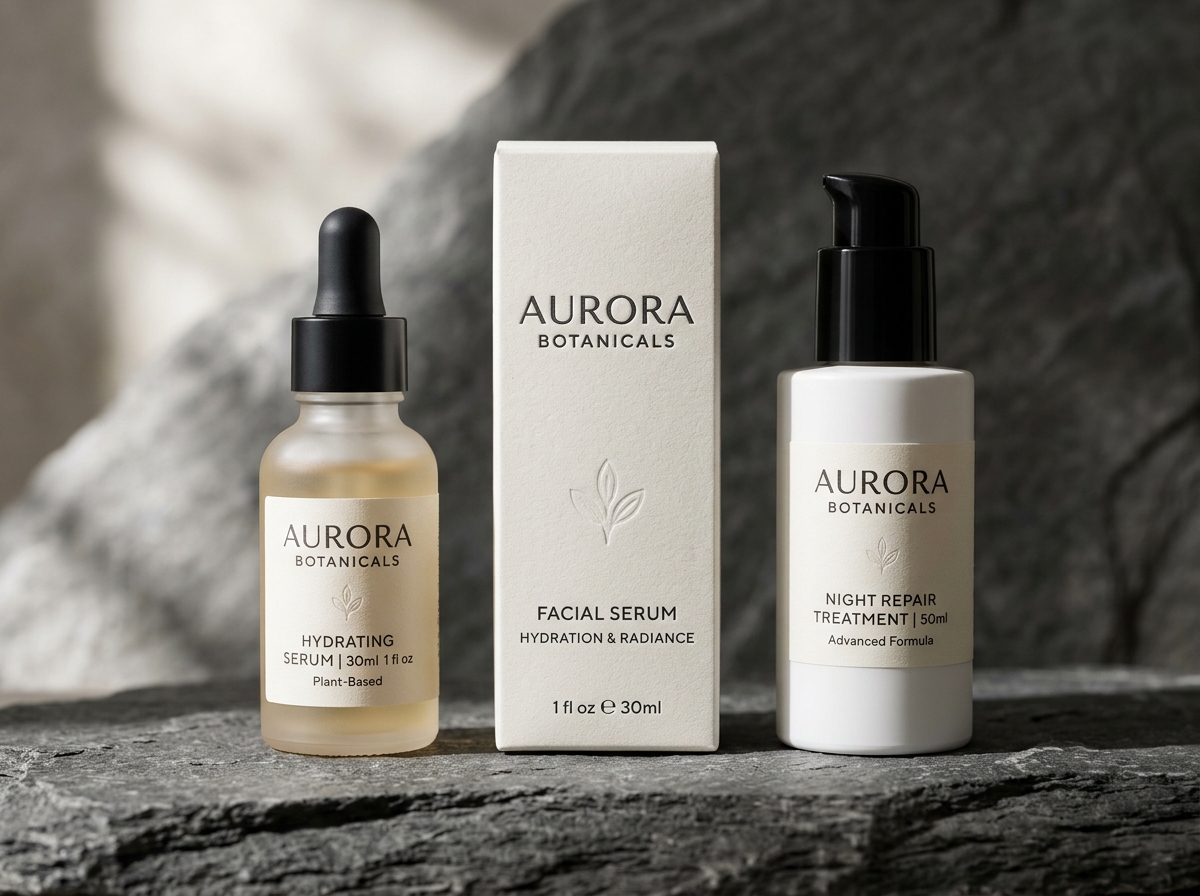 AURORA
BOTANICALS
HYDRATING
SERUM | 30ml 1 fl oz
Plant-Based
AURORA
BOTANICALS
FACIAL SERUM
HYDRATION & RADIANCE
1 fl oz ℮ 30ml
AURORA
BOTANICALS
NIGHT REPAIR
TREATMENT | 50ml
Advanced Formula